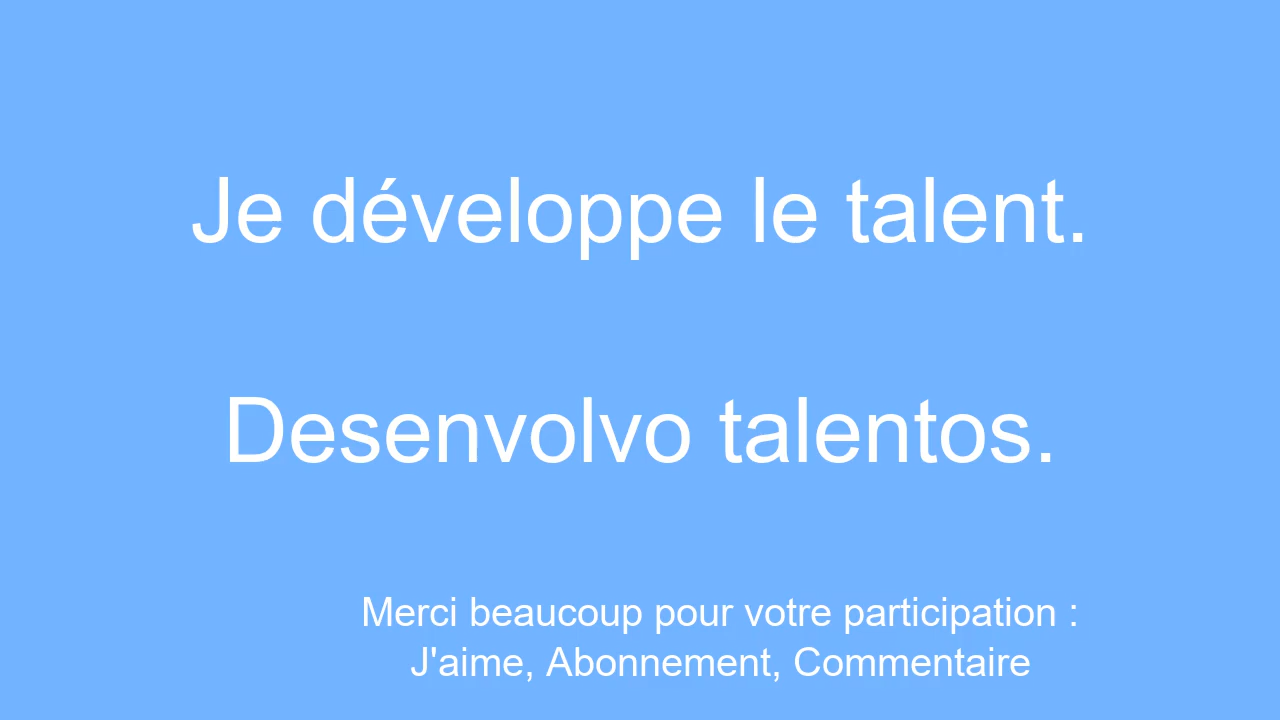 Je développe le talent.
Desenvolvo talentos.
Merci beaucoup pour votre participation :
J'aime, Abonnement, Commentaire